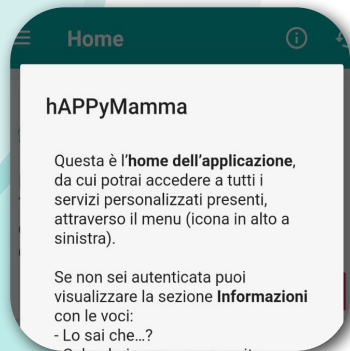 Home
hAPPyMamma
Questa è l'home dell'applicazione,
da cui potrai accedere a tutti i
servizi personalizzati presenti,
attraverso il menu (icona in alto a
sinistra).
Se non sei autenticata puoi
visualizzare la sezione Informazioni
con le voci:
- Lo sai che…?